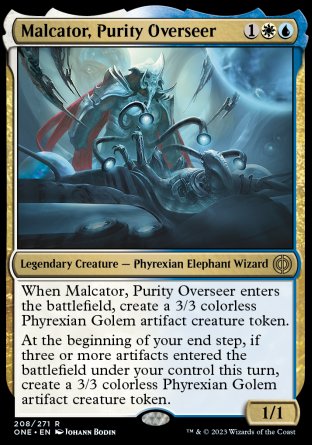 Malcator, Purity Overseer 1
Legendary Creature — Phyrexian Elephant Wizard
When Malcator, Purity Overseer enters
the battlefield, create a 3/3 colorless
Phyrexian Golem artifact creature token.
At the beginning of your end step, if
three or more artifacts entered the
battlefield under your control this turn,
create a 3/3 colorless Phyrexian Golem
artifact creature token.
1/1
208/271 R
ONE • EN Johann Bodin
™ & © 2023 Wizards of the Coast